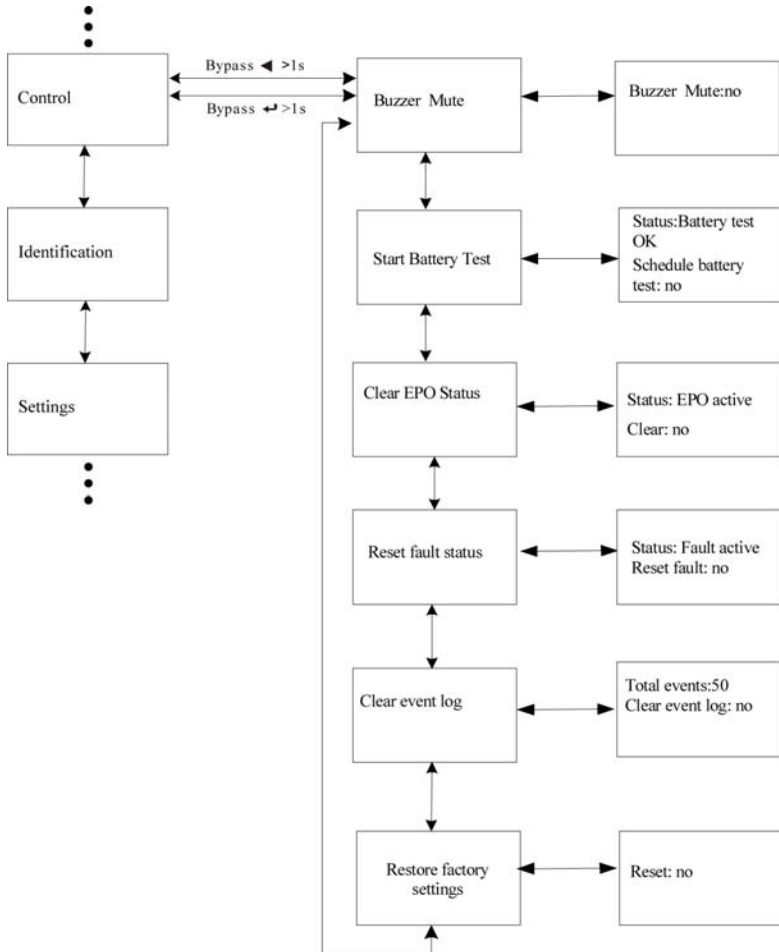 Control
Bypass ◀ >1s
Bypass ↵ >1s
Buzzer Mute
Buzzer Mute:no
Identification
Start Battery Test
Status:Battery test
OK
Schedule battery
test: no
Settings
Clear EPO Status
Status: EPO active
Clear: no
Reset fault status
Status: Fault active
Reset fault: no
Clear event log
Total events:50
Clear event log: no
Restore factory
settings
Reset: no